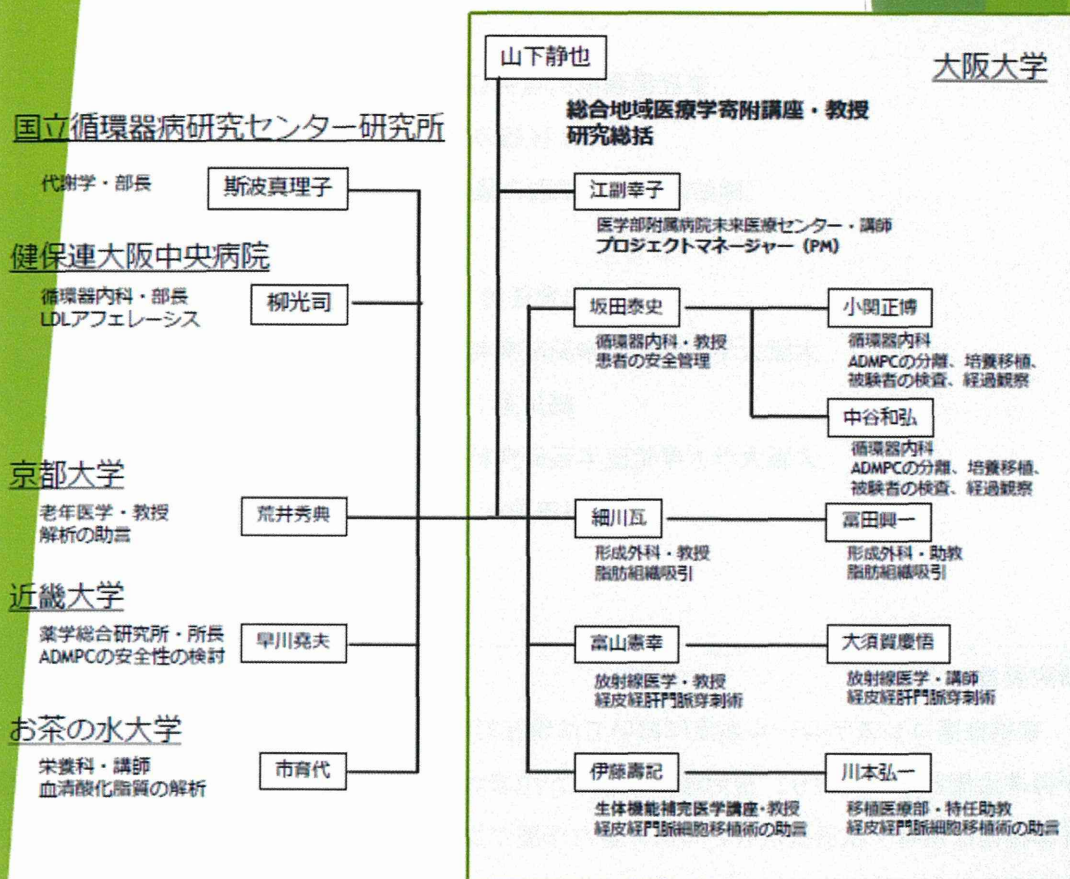 国立循環器病研究センター研究所
代謝学・部長
斯波真理子
健保連大阪中央病院
循環器内科・部長
LDLアフェレーシス
柳光司
京都大学
老年医学・教授
解析の助言
荒井秀典
近畿大学
薬学総合研究所・所長
ADMPCの安全性の検討
早川堯夫
お茶の水大学
栄養科・講師
血清酸化脂質の解析
市育代
大阪大学
山下静也
総合地域医療学寄附講座・教授
研究総括
江副幸子
医学部附属病院未来医療センター・講師
プロジェクトマネージャー（PM）
坂田泰史
循環器内科・教授
患者の安全管理
小関正博
循環器内科
ADMPCの分離、培養移植、
被験者の検査、経過観察
中谷和弘
循環器内科
ADMPCの分離、培養移植、
被験者の検査、経過観察
細川亙
形成外科・教授
脂肪組織吸引
冨田興一
形成外科・助教
脂肪組織吸引
富山憲幸
放射線医学・教授
経皮経肝門脈穿刺術
大須賀慶悟
放射線医学・講師
経皮経肝門脈穿刺術
伊藤壽記
生体機能補完医学講座・教授
経皮経門脈細胞移植術の助言
川本弘一
移植医療部・特任助教
経皮経門脈細胞移植術の助言